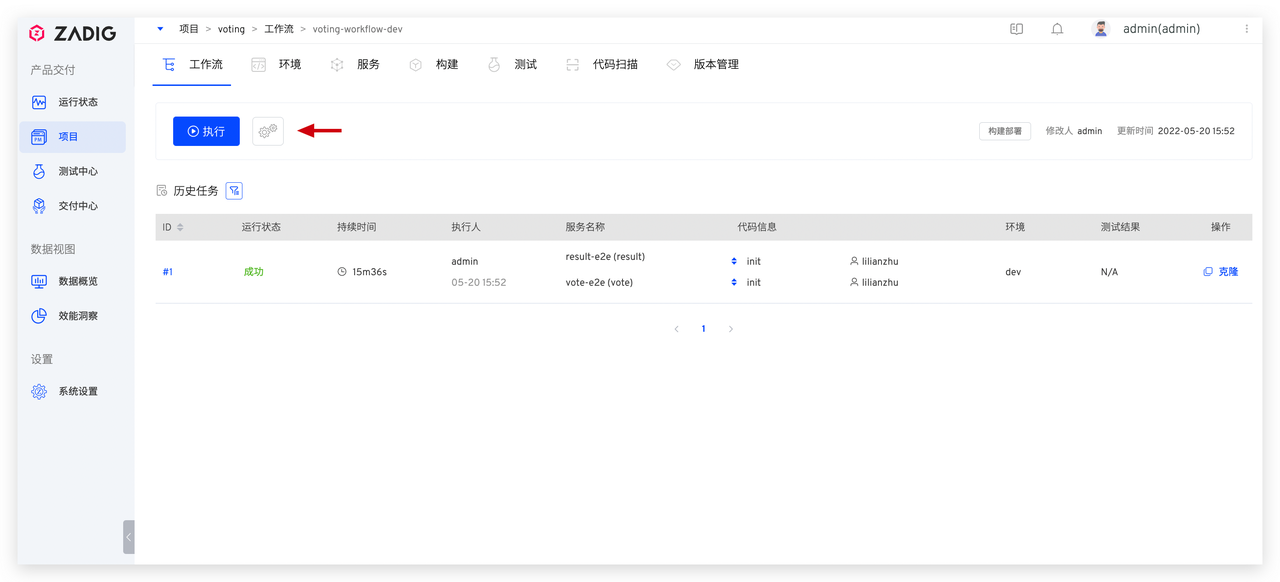 ZADIG
项目 > voting > 工作流 > voting-workflow-dev
admin(admin)
产品交付
运行状态
项目
测试中心
交付中心
数据视图
数据概览
效能洞察
设置
系统设置
工作流 环境 服务 构建 测试 代码扫描 版本管理
执行
构建部署 修改人 admin 更新时间 2022-05-20 15:52
历史任务
ID 运行状态 持续时间 执行人 服务名称 代码信息 环境 测试结果 操作
#1 成功 15m36s admin 05-20 15:52 result-e2e (result) init lilianzhu dev N/A 克隆
vote-e2e (vote) init lilianzhu
1